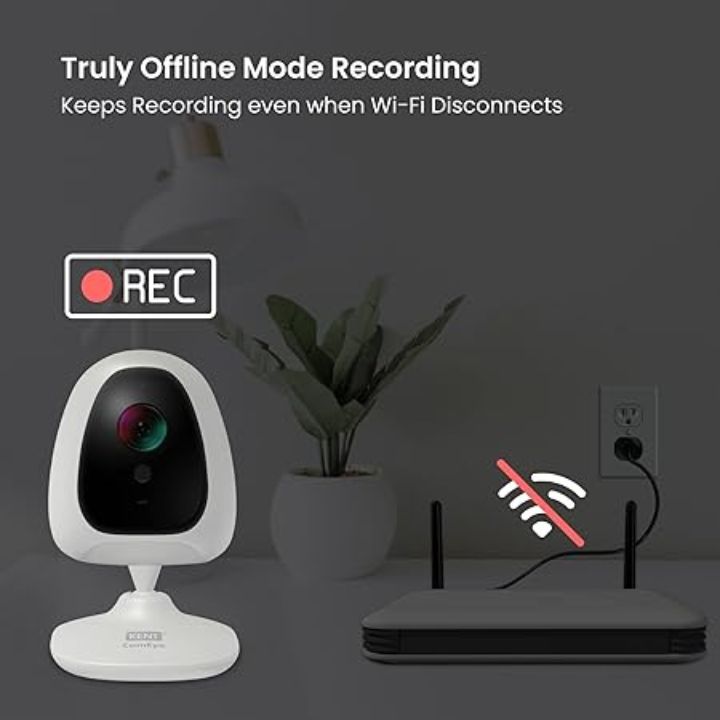 Truly Offline Mode Recording
Keeps Recording even when Wi-Fi Disconnects
REC
KENT
CamEye